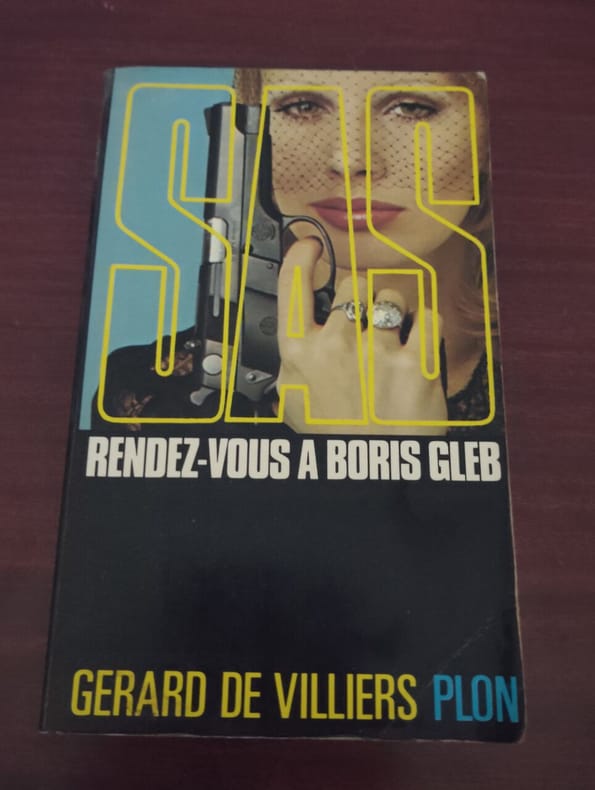 SAS
RENDEZ-VOUS A BORIS GLEB
GERARD DE VILLIERS PLON